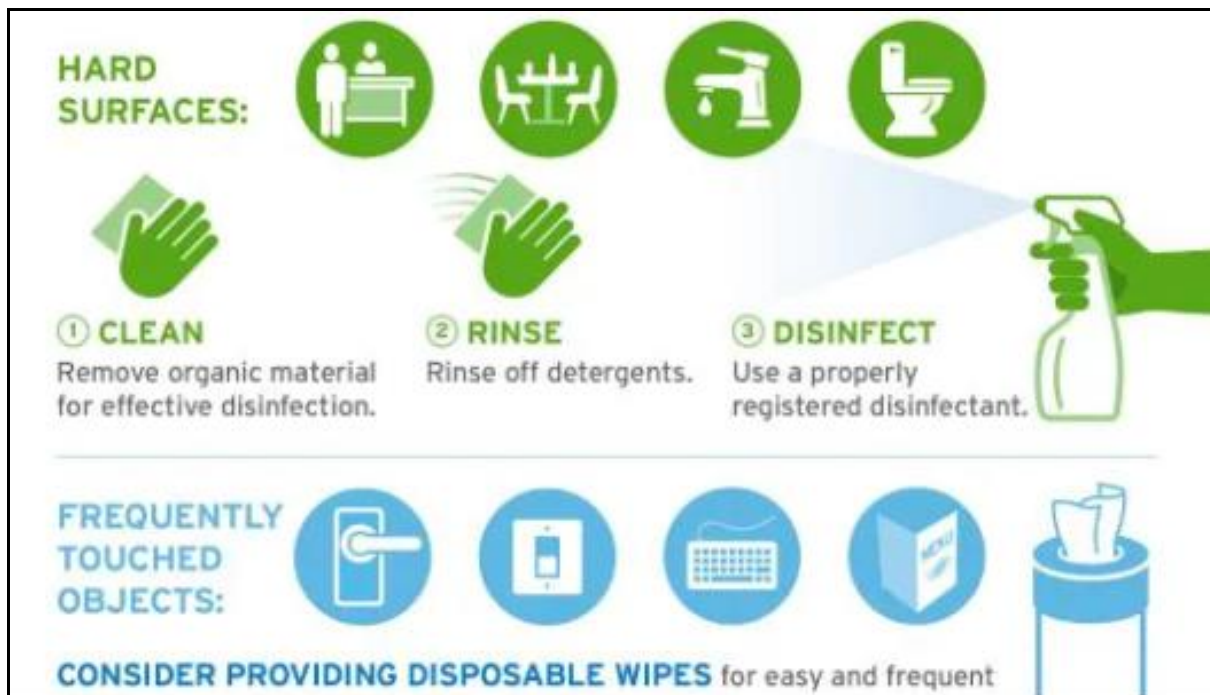 HARD
SURFACES:
1 CLEAN
Remove organic material
for effective disinfection.
2 RINSE
Rinse off detergents.
3 DISINFECT
Use a properly
registered disinfectant.
FREQUENTLY
TOUCHED
OBJECTS:
MENU
CONSIDER PROVIDING DISPOSABLE WIPES for easy and frequent